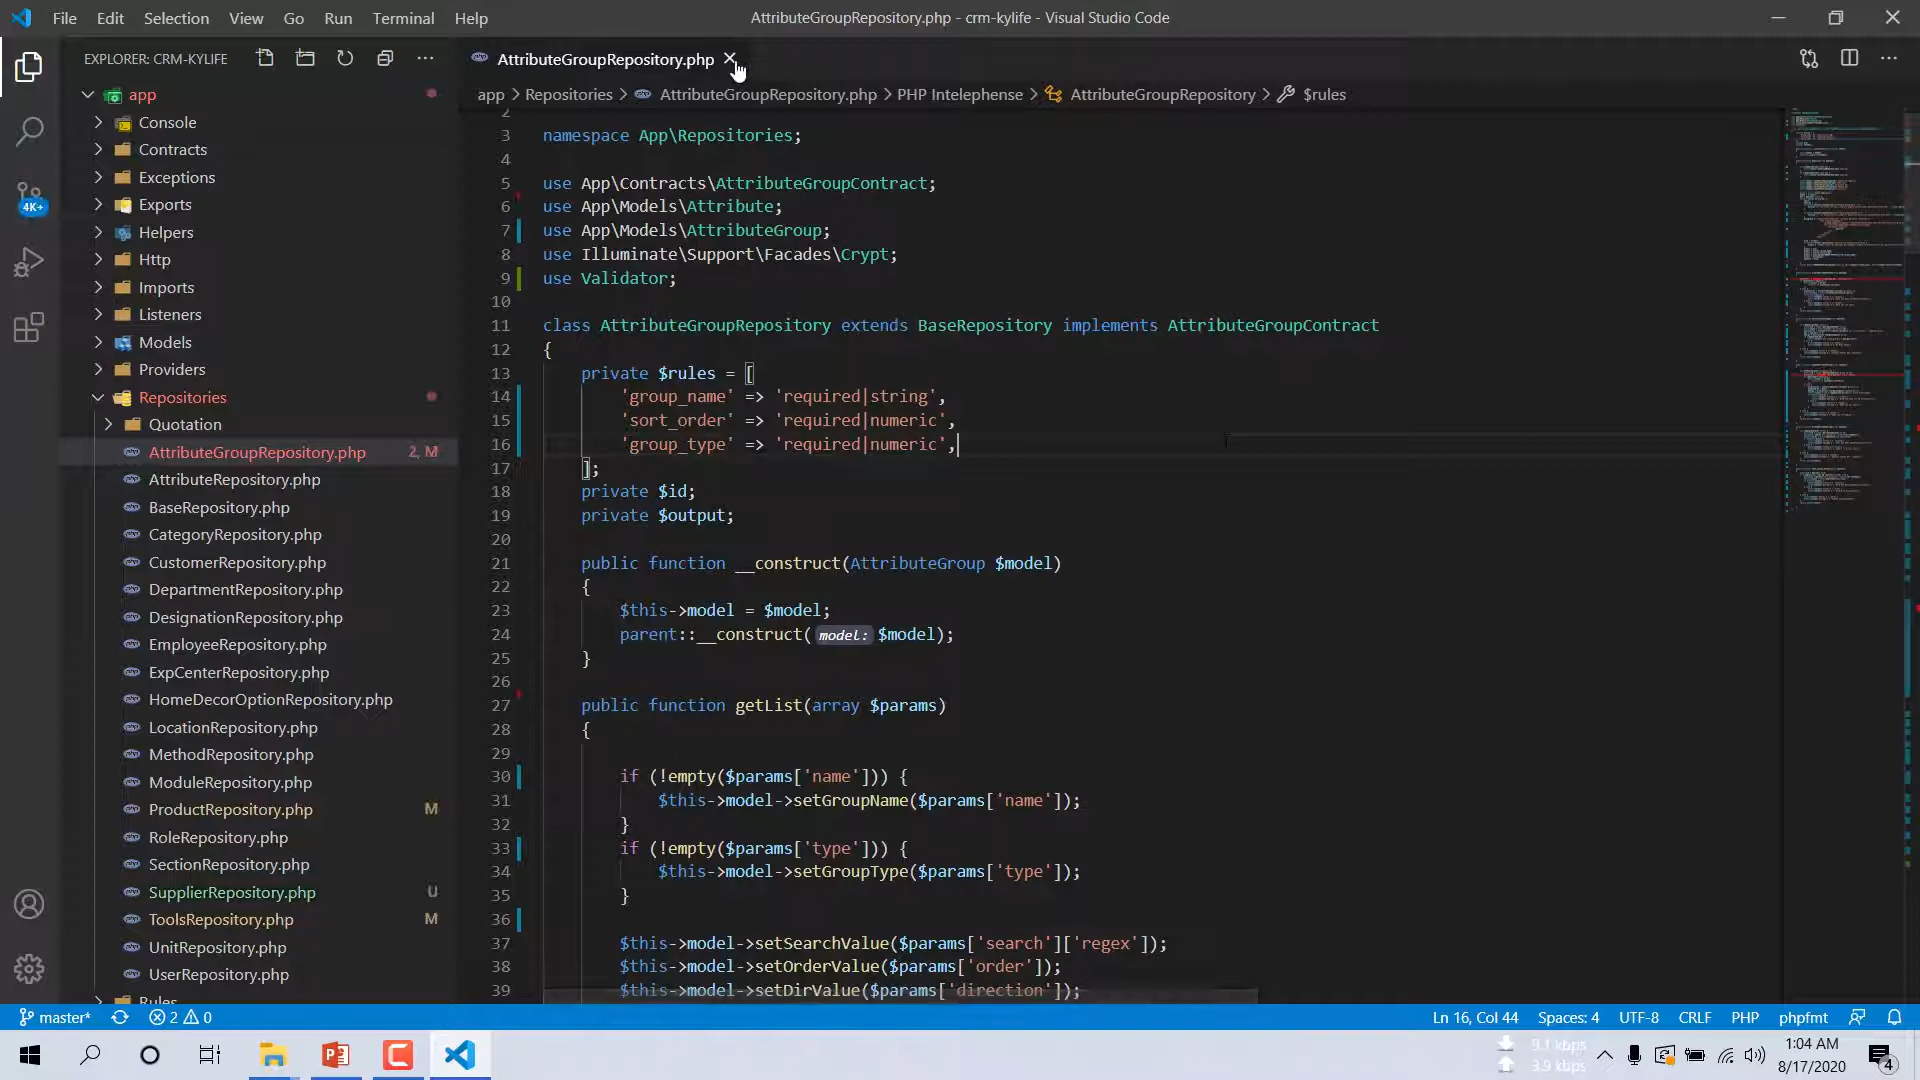 File Edit Selection View Go Run Terminal Help
AttributeGroupRepository.php - crm-kylife - Visual Studio Code
EXPLORER: CRM-KYLIFE
AttributeGroupRepository.php
app > Repositories > AttributeGroupRepository.php > PHP Intelephense > AttributeGroupRepository > $rules
app
Console
Contracts
Exceptions
Exports
Helpers
Http
Imports
Listeners
Models
Providers
Repositories
Quotation
AttributeGroupRepository.php 2, M
AttributeRepository.php
BaseRepository.php
CategoryRepository.php
CustomerRepository.php
DepartmentRepository.php
DesignationRepository.php
EmployeeRepository.php
ExpCenterRepository.php
HomeDecorOptionRepository.php
LocationRepository.php
MethodRepository.php
ModuleRepository.php
ProductRepository.php M
RoleRepository.php
SectionRepository.php
SupplierRepository.php U
ToolsRepository.php M
UnitRepository.php
UserRepository.php
Rules
4K+
2
3 namespace App\Repositories;
4
5 use App\Contracts\AttributeGroupContract;
6 use App\Models\Attribute;
7 use App\Models\AttributeGroup;
8 use Illuminate\Support\Facades\Crypt;
9 use Validator;
10
11 class AttributeGroupRepository extends BaseRepository implements AttributeGroupContract
12 {
13 private $rules = [
14 'group_name' => 'required|string',
15 'sort_order' => 'required|numeric',
16 'group_type' => 'required|numeric',
17 ];
18 private $id;
19 private $output;
20
21 public function __construct(AttributeGroup $model)
22 {
23 $this->model = $model;
24 parent::__construct( model: $model);
25 }
26
27 public function getList(array $params)
28 {
29
30 if (!empty($params['name'])) {
31 $this->model->setGroupName($params['name']);
32 }
33 if (!empty($params['type'])) {
34 $this->model->setGroupType($params['type']);
35 }
36
37 $this->model->setSearchValue($params['search']['regex']);
38 $this->model->setOrderValue($params['order']);
39 $this->model->setDirValue($params['direction']);
master* 2 0 Ln 16, Col 44 Spaces: 4 UTF-8 CRLF PHP phpfmt
9.1 kbps
3.9 kbps
1:04 AM
8/17/2020
4